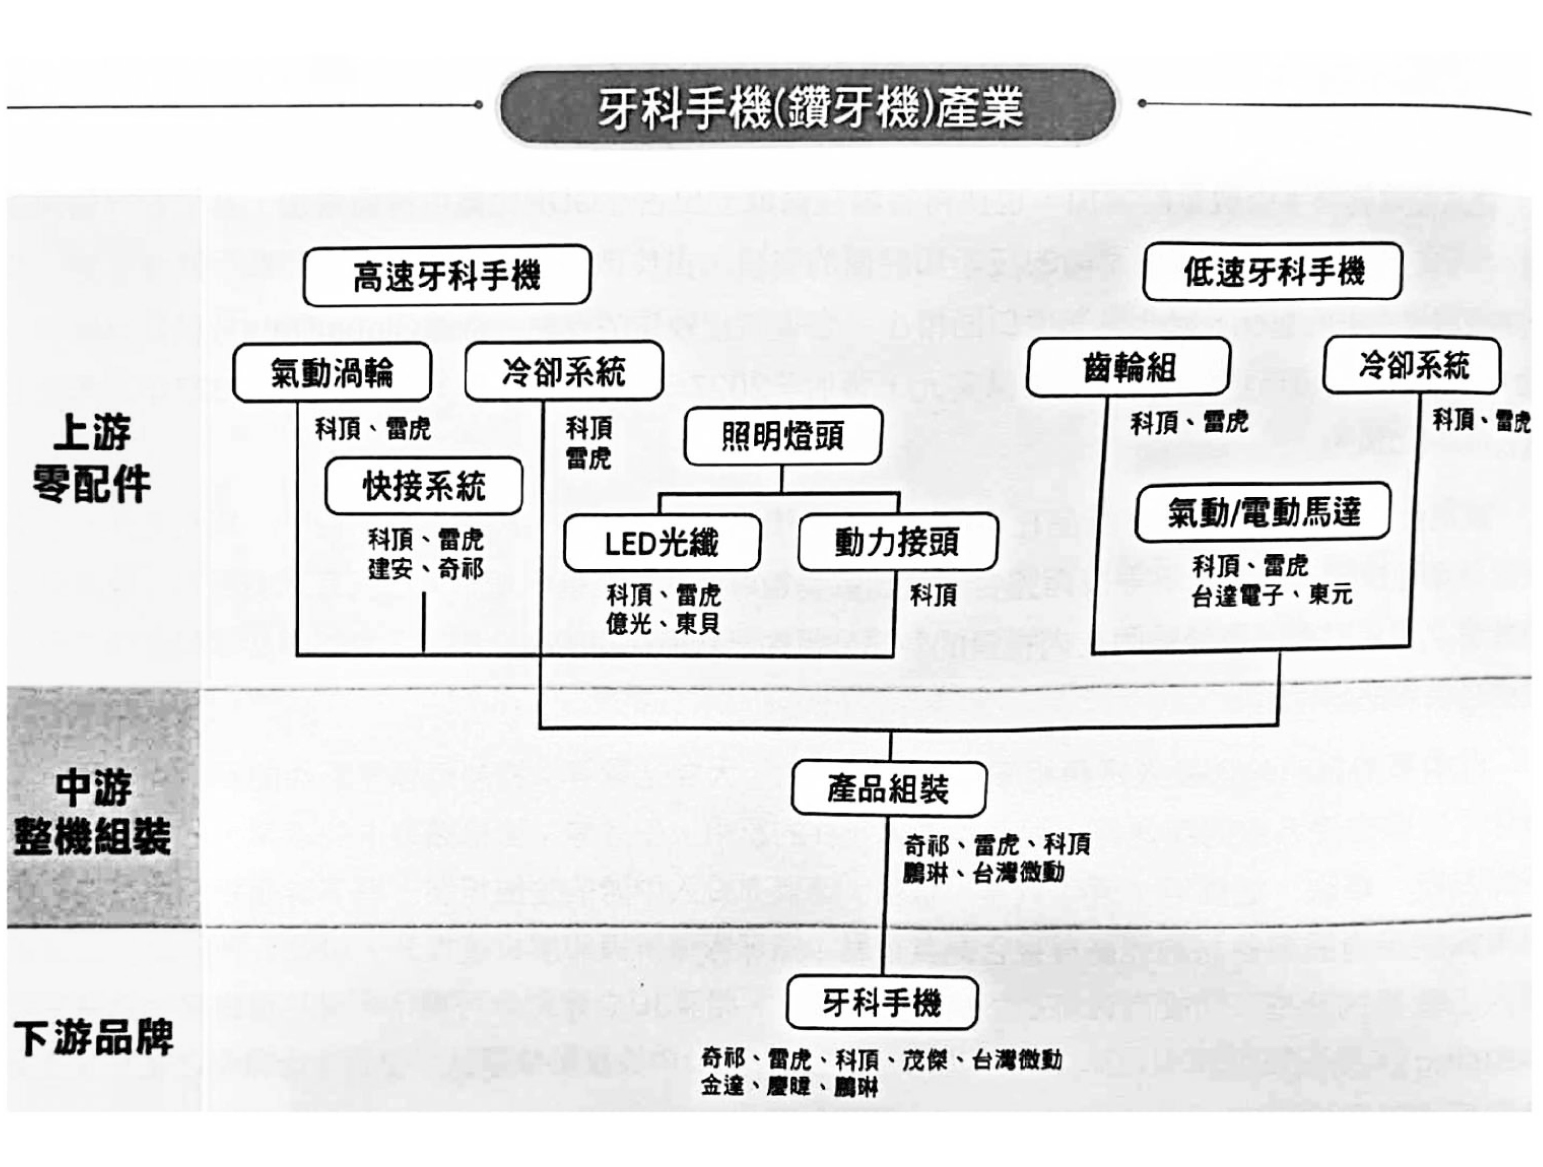 牙科手機(鑽牙機)產業
高速牙科手機
低速牙科手機
氣動渦輪
冷卻系統
齒輪組
冷卻系統
科頂、雷虎
科頂
雷虎
照明燈頭
科頂、雷虎
科頂、雷虎
上游
零配件
快接系統
科頂、雷虎
建安、奇祁
LED光纖
動力接頭
科頂、雷虎
億光、東貝
科頂
氣動/電動馬達
科頂、雷虎
台達電子、東元
中游
整機組裝
產品組裝
奇祁、雷虎、科頂
鵬琳、台灣微動
下游品牌
牙科手機
奇祁、雷虎、科頂、茂傑、台灣微動
金達、慶暐、鵬琳